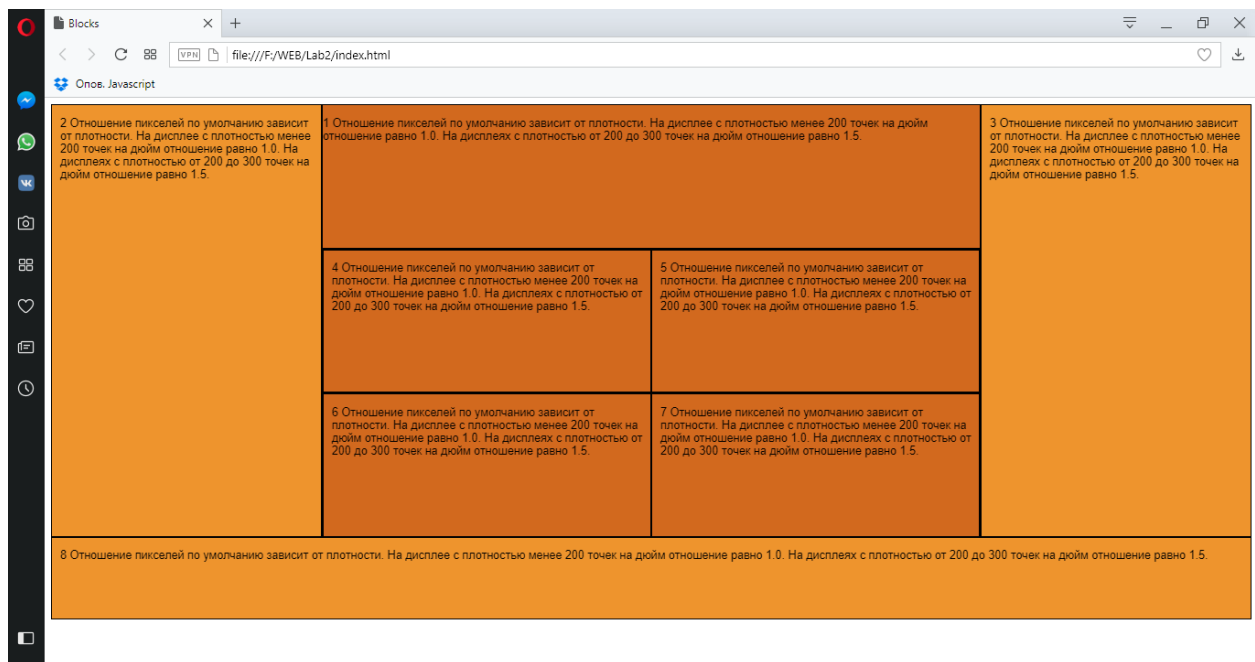 Blocks
VPN file:///F:/WEB/Lab2/index.html
Опов. Javascript
2 Отношение пикселей по умолчанию зависит
от плотности. На дисплее с плотностью менее
200 точек на дюйм отношение равно 1.0. На
дисплеях с плотностью от 200 до 300 точек на
дюйм отношение равно 1.5.
1 Отношение пикселей по умолчанию зависит от плотности. На дисплее с плотностью менее 200 точек на дюйм
отношение равно 1.0. На дисплеях с плотностью от 200 до 300 точек на дюйм отношение равно 1.5.
3 Отношение пикселей по умолчанию зависит
от плотности. На дисплее с плотностью менее
200 точек на дюйм отношение равно 1.0. На
дисплеях с плотностью от 200 до 300 точек на
дюйм отношение равно 1.5.
4 Отношение пикселей по умолчанию зависит от
плотности. На дисплее с плотностью менее 200 точек на
дюйм отношение равно 1.0. На дисплеях с плотностью от
200 до 300 точек на дюйм отношение равно 1.5.
5 Отношение пикселей по умолчанию зависит от
плотности. На дисплее с плотностью менее 200 точек на
дюйм отношение равно 1.0. На дисплеях с плотностью от
200 до 300 точек на дюйм отношение равно 1.5.
6 Отношение пикселей по умолчанию зависит от
плотности. На дисплее с плотностью менее 200 точек на
дюйм отношение равно 1.0. На дисплеях с плотностью от
200 до 300 точек на дюйм отношение равно 1.5.
7 Отношение пикселей по умолчанию зависит от
плотности. На дисплее с плотностью менее 200 точек на
дюйм отношение равно 1.0. На дисплеях с плотностью от
200 до 300 точек на дюйм отношение равно 1.5.
8 Отношение пикселей по умолчанию зависит от плотности. На дисплее с плотностью менее 200 точек на дюйм отношение равно 1.0. На дисплеях с плотностью от 200 до 300 точек на дюйм отношение равно 1.5.